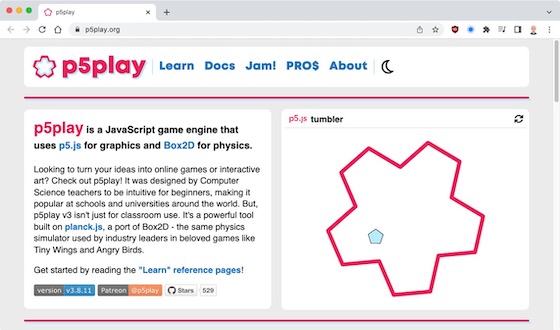 p5play
p5play.org
p5play Learn Docs Jam! PRO$ About
p5play is a JavaScript game engine that
uses p5.js for graphics and Box2D for physics.
Looking to turn your ideas into online games or interactive
art? Check out p5play! It was designed by Computer
Science teachers to be intuitive for beginners, making it
popular at schools and universities around the world. But,
p5play v3 isn't just for classroom use. It's a powerful tool
built on planck.js, a port of Box2D - the same physics
simulator used by industry leaders in beloved games like
Tiny Wings and Angry Birds.
Get started by reading the "Learn" reference pages!
version v3.8.11 Patreon @p5play Stars 529
p5.js tumbler